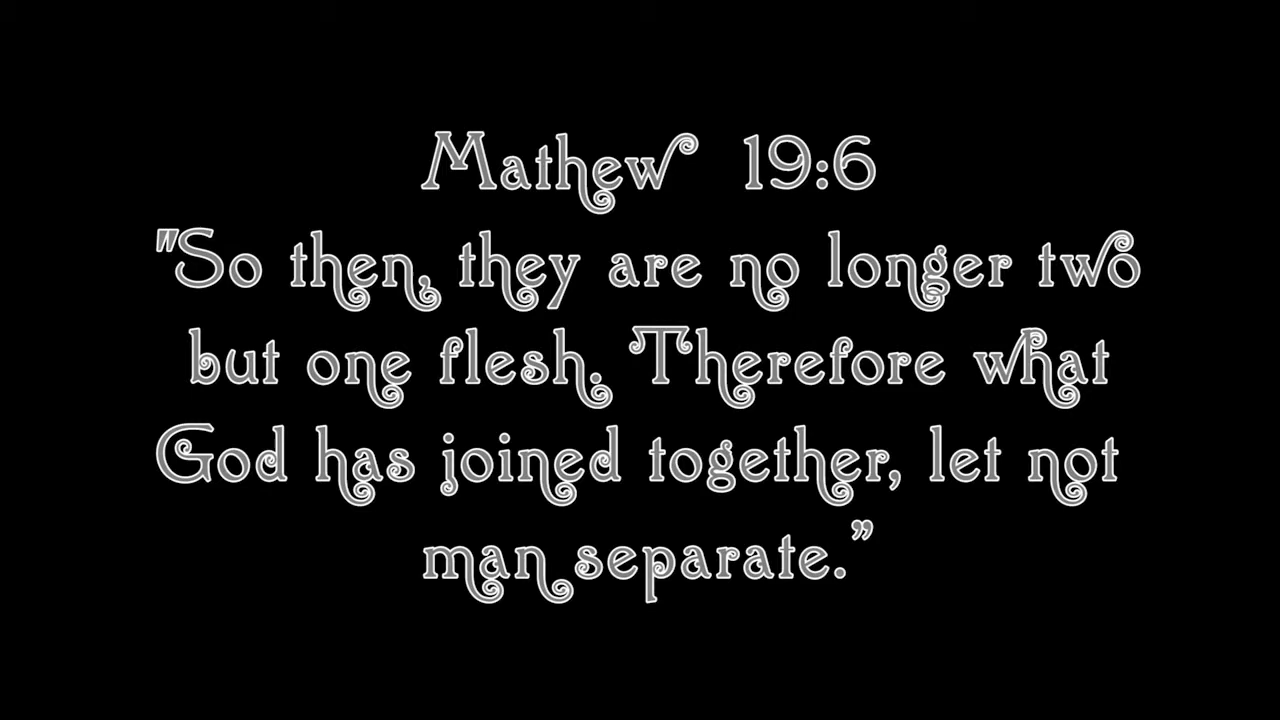 Mathew 19:6
"So then, they are no longer two
but one flesh. Therefore what
God has joined together, let not
man separate.”